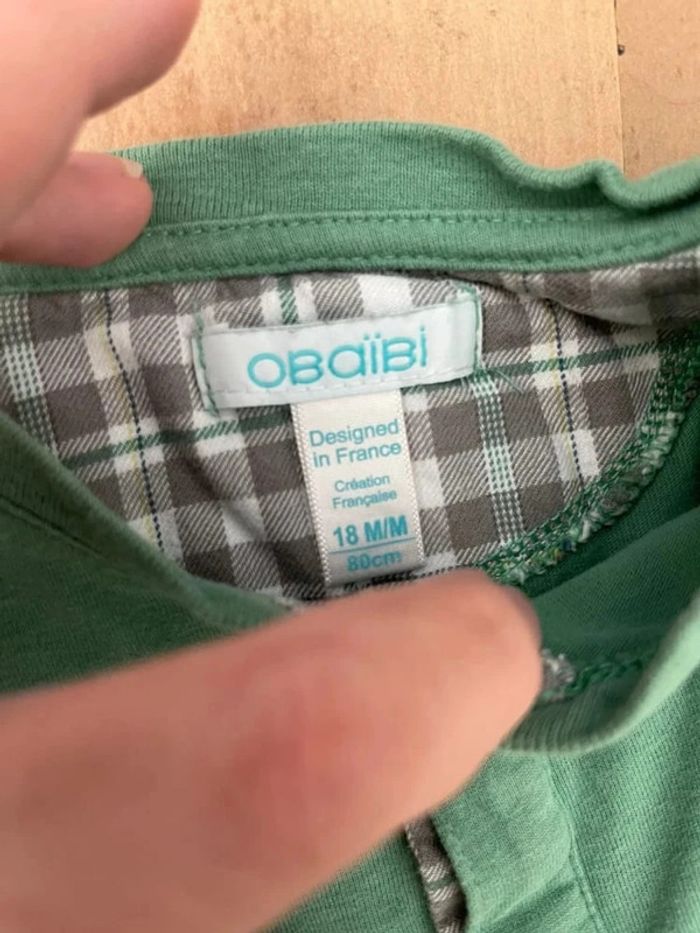 OBaïBi
Designed
in France
Création
Française
18 M/M
80cm